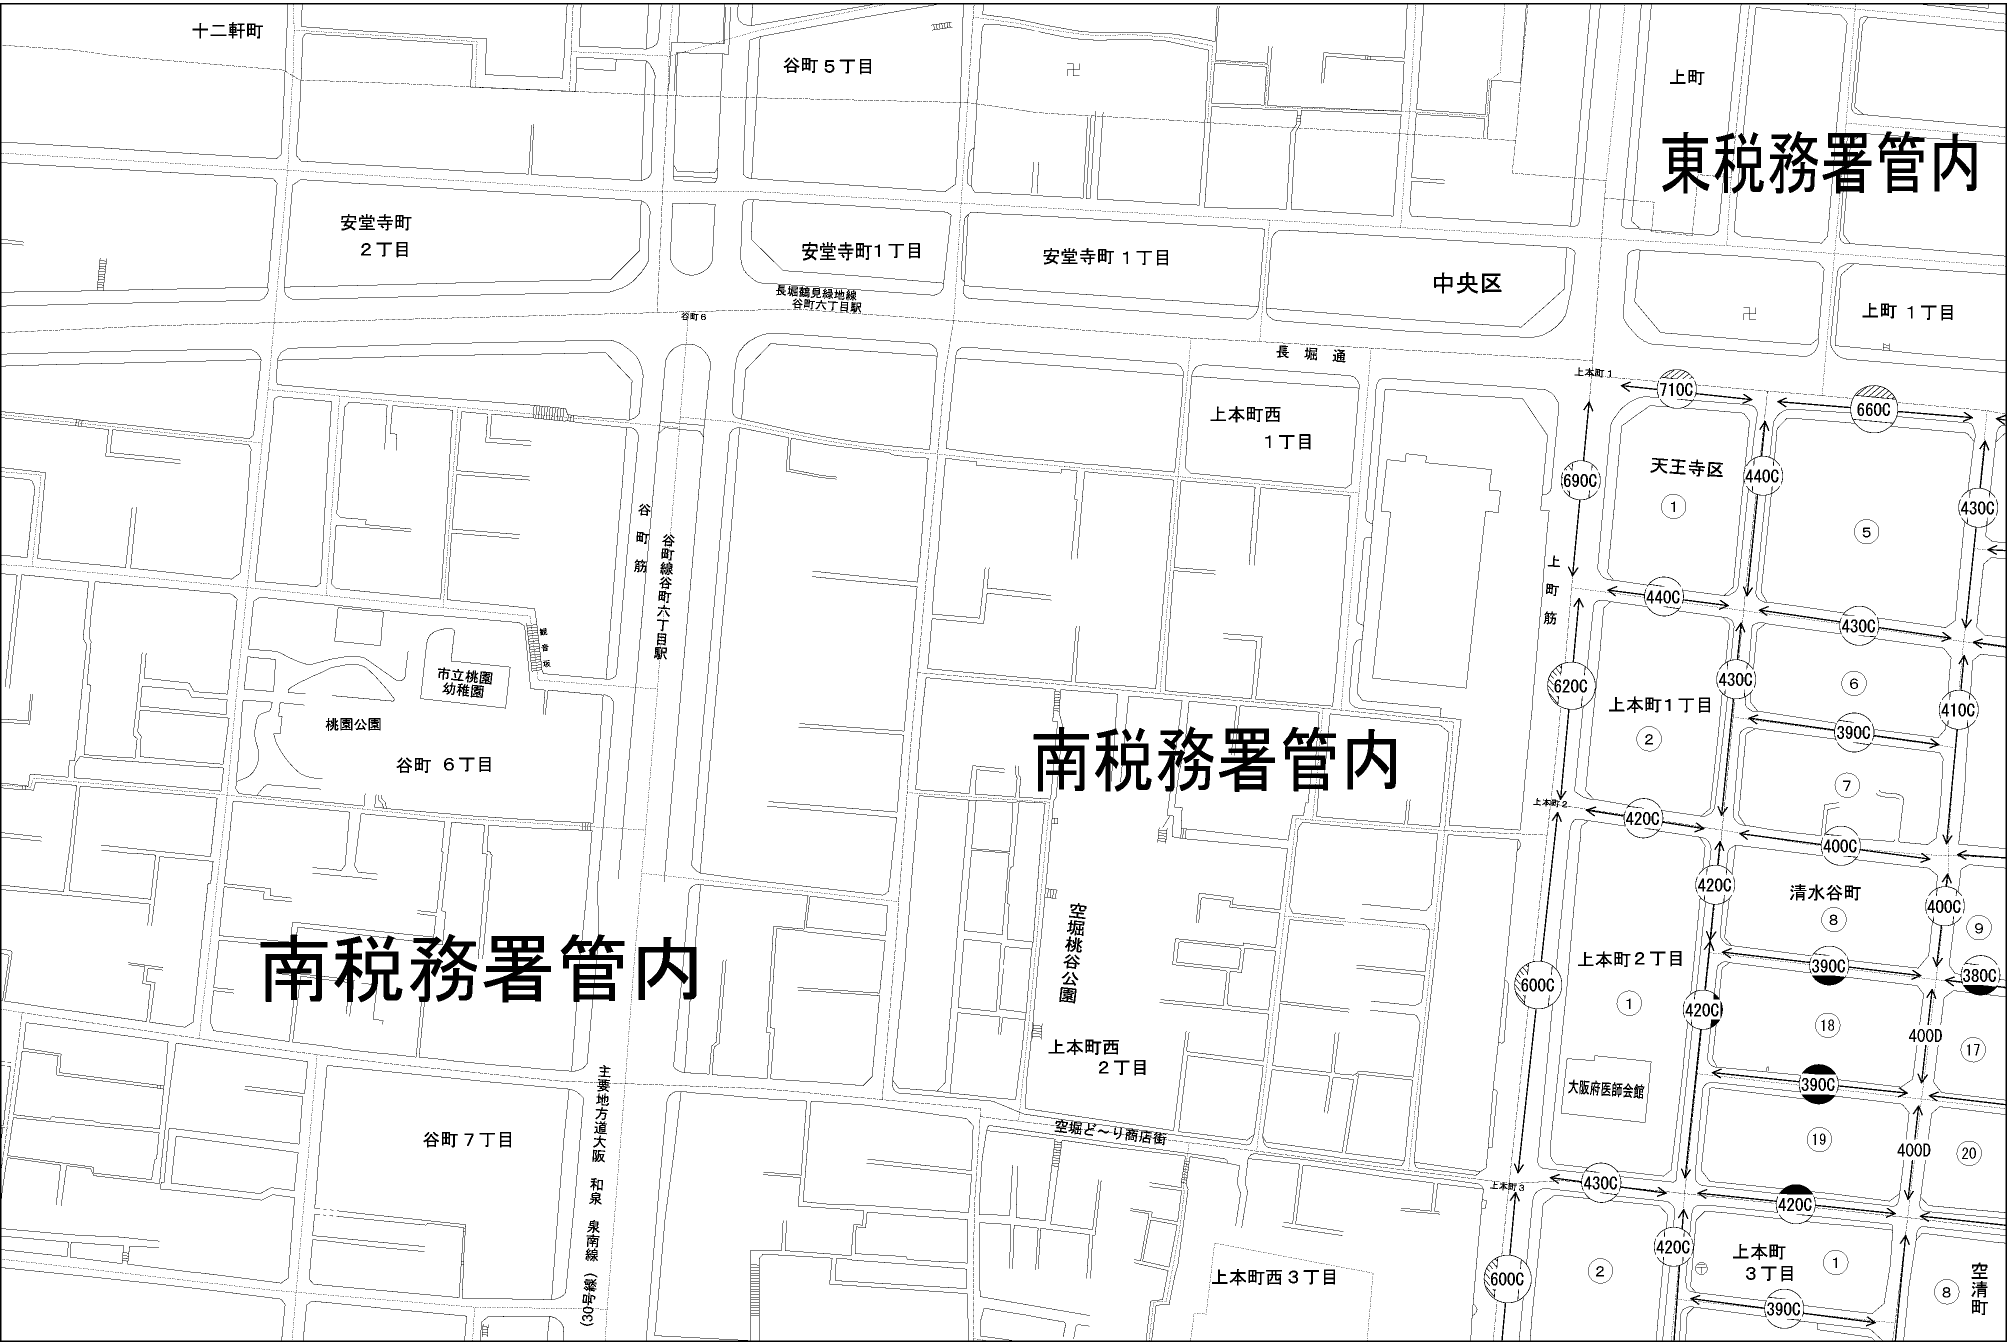 十二軒町
谷町 5 丁目
上町
東税務署管内
安堂寺町
2 丁目
安堂寺町1丁目
安堂寺町 1 丁目
中央区
上町 1 丁目
長堀鶴見緑地線
谷町六丁目駅
谷町 6
長 堀 通
上本町 1
710C
660C
上本町西
1 丁目
690C
天王寺区
440C
①
430C
⑤
谷町筋
谷町線谷町六丁目駅
上町筋
440C
430C
観音坂
市立桃園
幼稚園
桃園公園
谷町 6 丁目
620C
430C
⑥
上本町1丁目
②
410C
390C
南税務署管内
⑦
上本町 2
420C
400C
420C
清水谷町
⑧
400C
⑨
空堀桃谷公園
南税務署管内
上本町2丁目
①
600C
390C
380C
420C
⑱
400D
⑰
上本町西
2 丁目
主要地方道大阪 和泉 泉南線 (30号線)
大阪府医師会館
390C
谷町 7 丁目
空堀ど〜り商店街
⑲
400D
⑳
上本町 3
430C
420C
420C
上本町
3 丁目
①
上本町西 3 丁目
600C
②
〒
390C
⑧
空清町